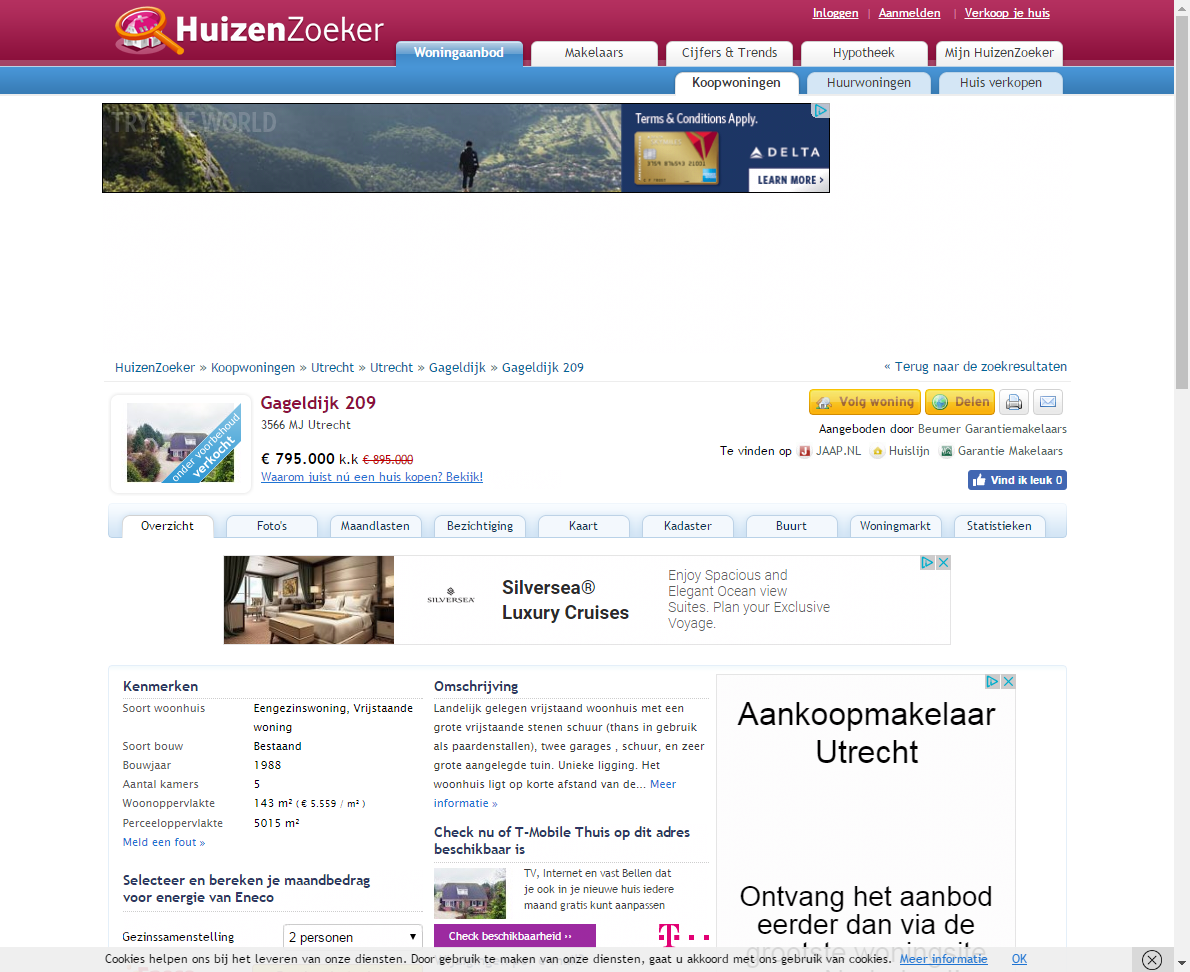 Inloggen | Aanmelden | Verkoop je huis
HuizenZoeker
Woningaanbod Makelaars Cijfers & Trends Hypotheek Mijn HuizenZoeker
Koopwoningen Huurwoningen Huis verkopen
TRY THE WORLD
Terms & Conditions Apply.
DELTA
LEARN MORE >
HuizenZoeker » Koopwoningen » Utrecht » Utrecht » Gageldijk » Gageldijk 209
« Terug naar de zoekresultaten
onder voorbehoud
verkocht
Gageldijk 209
3566 MJ Utrecht
€ 795.000 k.k € 895.000
Waarom juist nú een huis kopen? Bekijk!
Volg woning Delen
Aangeboden door Beumer Garantiemakelaars
Te vinden op JAAP.NL Huislijn Garantie Makelaars
Vind ik leuk 0
Overzicht Foto's Maandlasten Bezichtiging Kaart Kadaster Buurt Woningmarkt Statistieken
SILVERSEA
Silversea®
Luxury Cruises
Enjoy Spacious and
Elegant Ocean view
Suites. Plan your Exclusive
Voyage.
Kenmerken
Soort woonhuis Eengezinswoning, Vrijstaande
woning
Soort bouw Bestaand
Bouwjaar 1988
Aantal kamers 5
Woonoppervlakte 143 m² ( € 5.559 / m² )
Perceeloppervlakte 5015 m²
Meld een fout »
Selecteer en bereken je maandbedrag
voor energie van Eneco
Gezinssamenstelling 2 personen
Omschrijving
Landelijk gelegen vrijstaand woonhuis met een
grote vrijstaande stenen schuur (thans in gebruik
als paardenstallen), twee garages , schuur, en zeer
grote aangelegde tuin. Unieke ligging. Het
woonhuis ligt op korte afstand van de... Meer
informatie »
Check nu of T-Mobile Thuis op dit adres
beschikbaar is
TV, Internet en vast Bellen dat
je ook in je nieuwe huis iedere
maand gratis kunt aanpassen
Check beschikbaarheid ››
T
Aankoopmakelaar
Utrecht
Ontvang het aanbod
eerder dan via de
grootste woningsite
Cookies helpen ons bij het leveren van onze diensten. Door gebruik te maken van onze diensten, gaat u akkoord met ons gebruik van cookies. Meer informatie OK